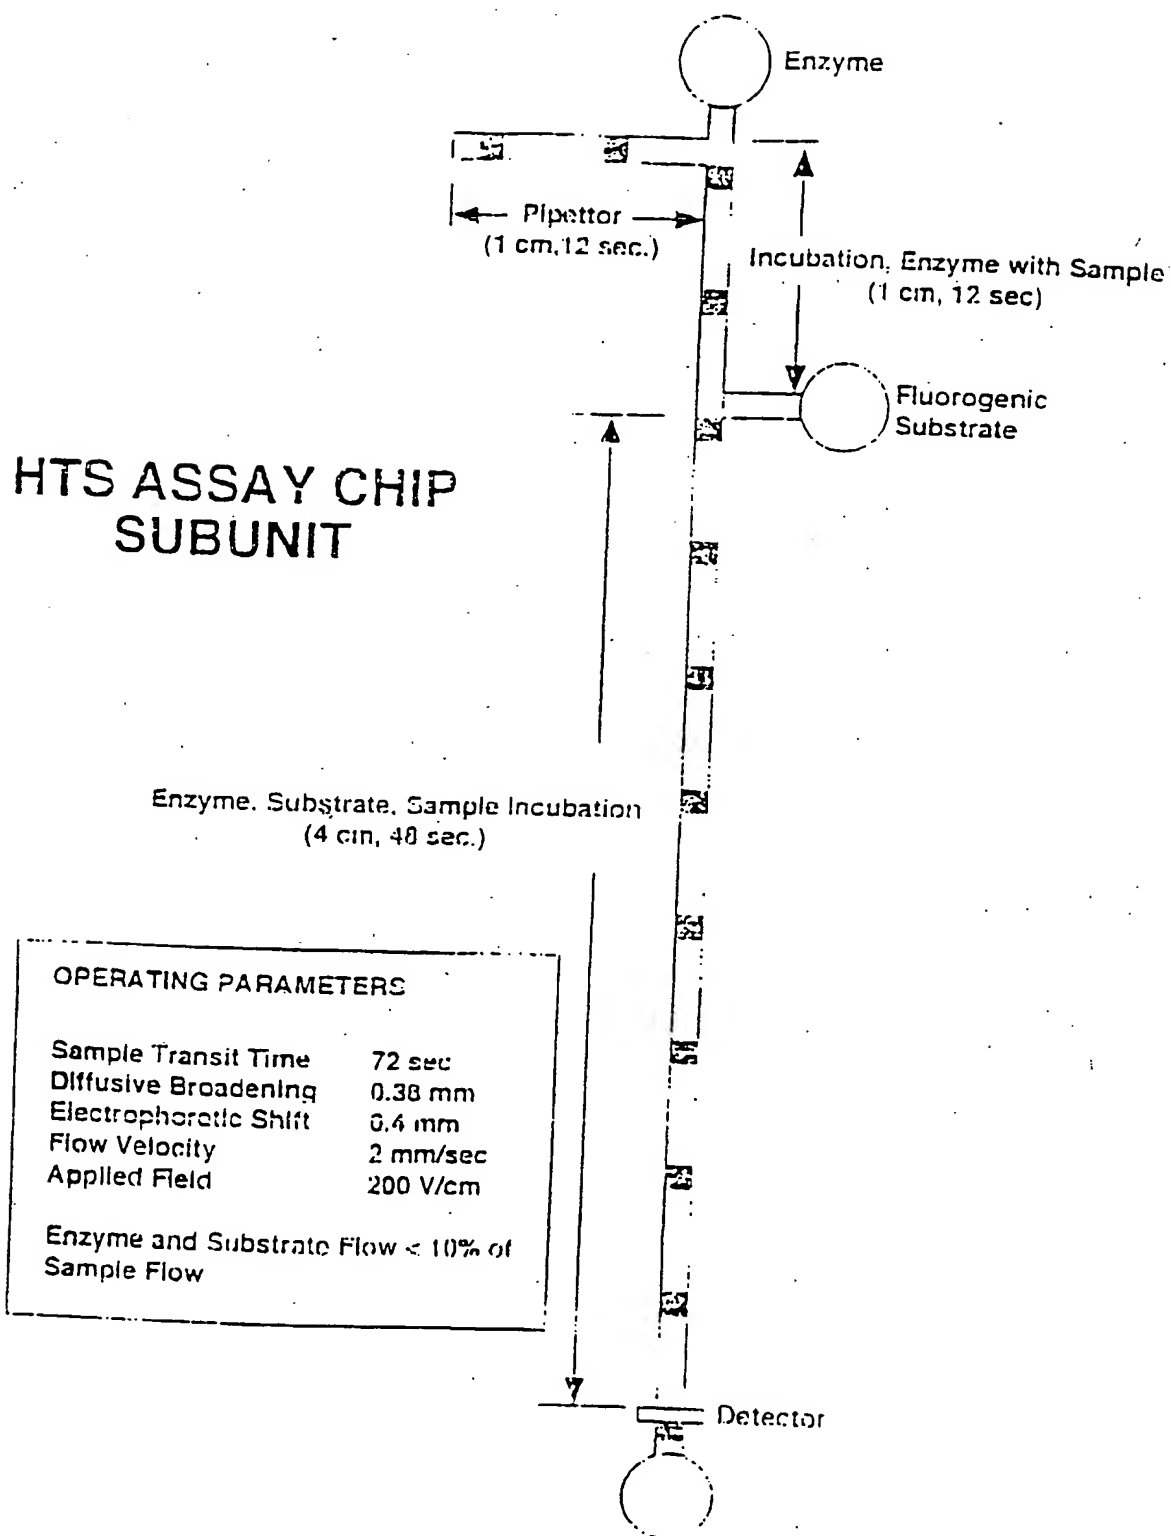 Enzyme
Pipettor
(1 cm, 12 sec.)
Incubation, Enzyme with Sample
(1 cm, 12 sec)
Fluorogenic
Substrate
HTS ASSAY CHIP
SUBUNIT
Enzyme, Substrate, Sample Incubation
(4 cm, 48 sec.)
OPERATING PARAMETERS
Sample Transit Time 72 sec
Diffusive Broadening 0.38 mm
Electrophoretic Shift 0.4 mm
Flow Velocity 2 mm/sec
Applied Field 200 V/cm
Enzyme and Substrate Flow < 10% of
Sample Flow
Detector